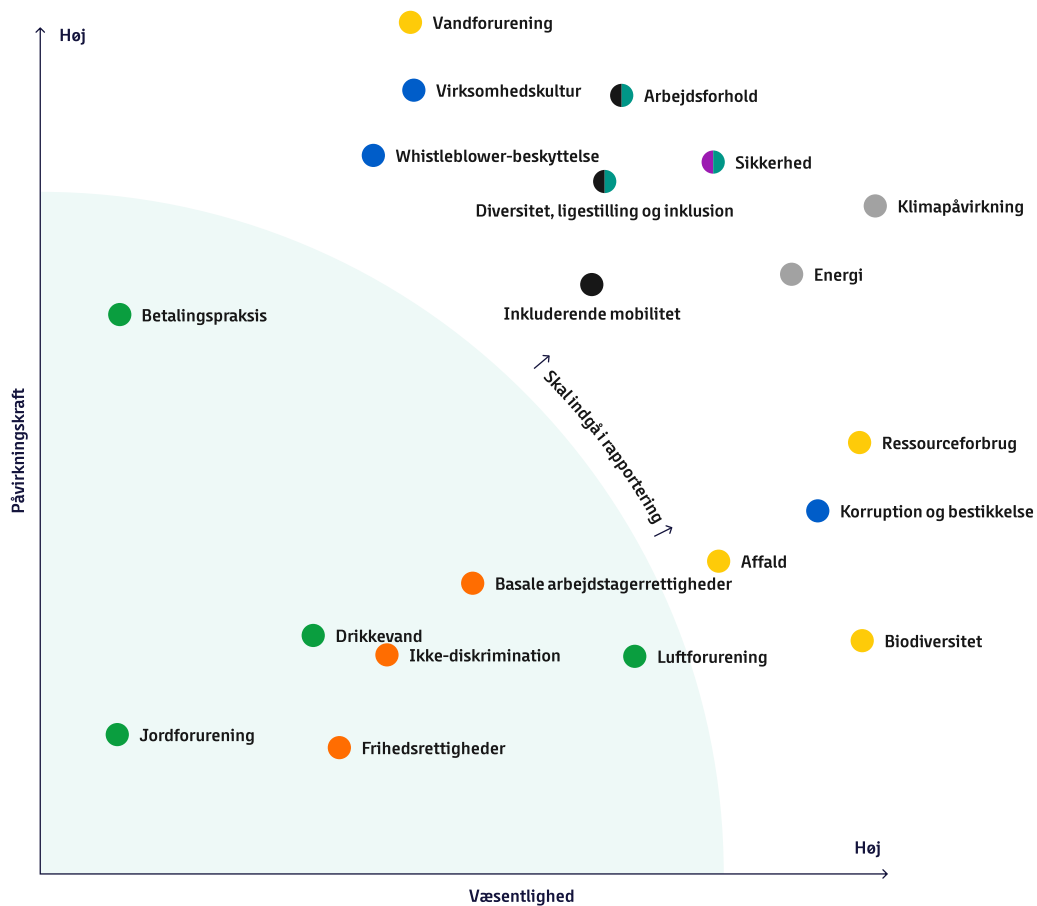 Vandforurening
Høj
Virksomhedskultur
Arbejdsforhold
Whistleblower-beskyttelse
Sikkerhed
Diversitet, ligestilling og inklusion
Klimapåvirkning
Energi
Inkluderende mobilitet
Betalingspraksis
Skal indgå i rapportering
Påvirkningskraft
Ressourceforbrug
Korruption og bestikkelse
Affald
Basale arbejdstagerrettigheder
Drikkevand
Biodiversitet
Ikke-diskrimination
Luftforurening
Jordforurening
Frihedsrettigheder
Høj
Væsentlighed